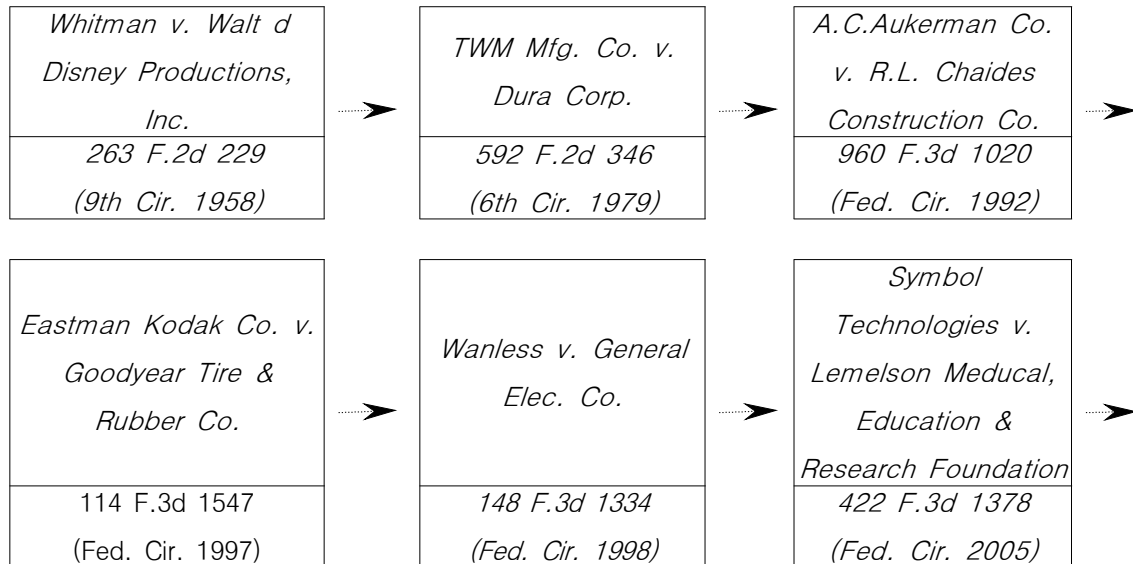 Whitman v. Walt d
Disney Productions,
Inc.
263 F.2d 229
(9th Cir. 1958)
TWM Mfg. Co. v.
Dura Corp.
592 F.2d 346
(6th Cir. 1979)
A.C.Aukerman Co.
v. R.L. Chaides
Construction Co.
960 F.3d 1020
(Fed. Cir. 1992)
Eastman Kodak Co. v.
Goodyear Tire &
Rubber Co.
114 F.3d 1547
(Fed. Cir. 1997)
Wanless v. General
Elec. Co.
148 F.3d 1334
(Fed. Cir. 1998)
Symbol
Technologies v.
Lemelson Meducal,
Education &
Research Foundation
422 F.3d 1378
(Fed. Cir. 2005)